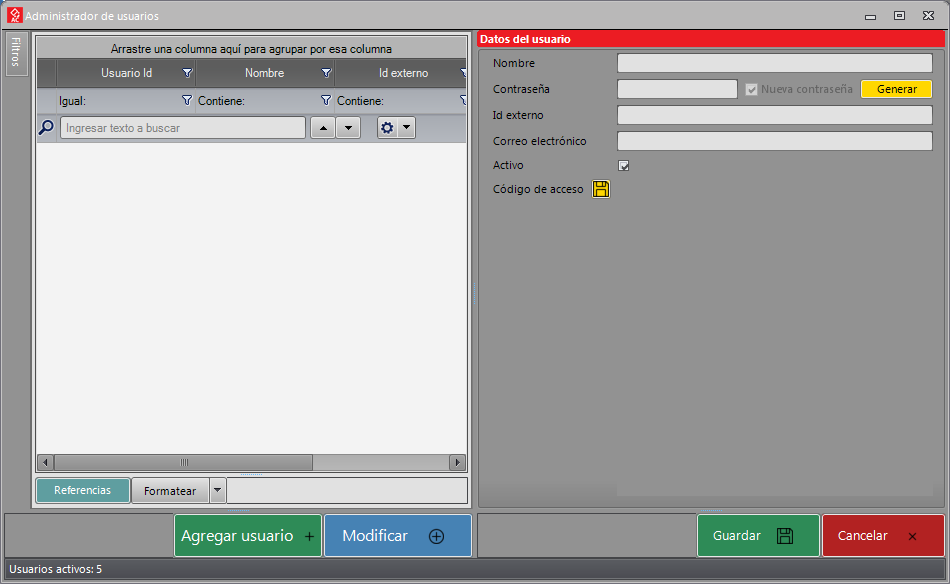 Administrador de usuarios
Filtros
Arrastre una columna aquí para agrupar por esa columna
Usuario Id Nombre Id externo
Igual: Contiene: Contiene:
Ingresar texto a buscar
Referencias Formatear
Agregar usuario + Modificar
Datos del usuario
Nombre
Contraseña Nueva contraseña Generar
Id externo
Correo electrónico
Activo
Código de acceso
Guardar Cancelar ×
Usuarios activos: 5